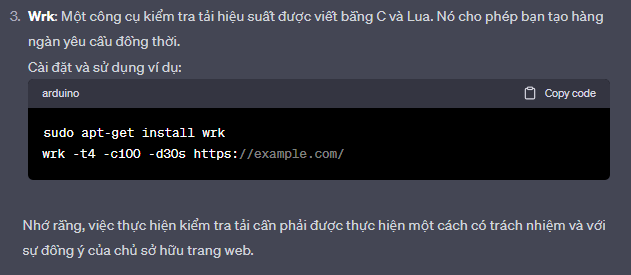 3. Wrk: Một công cụ kiểm tra tải hiệu suất được viết bằng C và Lua. Nó cho phép bạn tạo hàng
ngàn yêu cầu đồng thời.
Cài đặt và sử dụng ví dụ:
arduino Copy code
sudo apt-get install wrk
wrk -t4 -c100 -d30s https://example.com/
Nhớ rằng, việc thực hiện kiểm tra tải cần phải được thực hiện một cách có trách nhiệm và với
sự đồng ý của chủ sở hữu trang web.